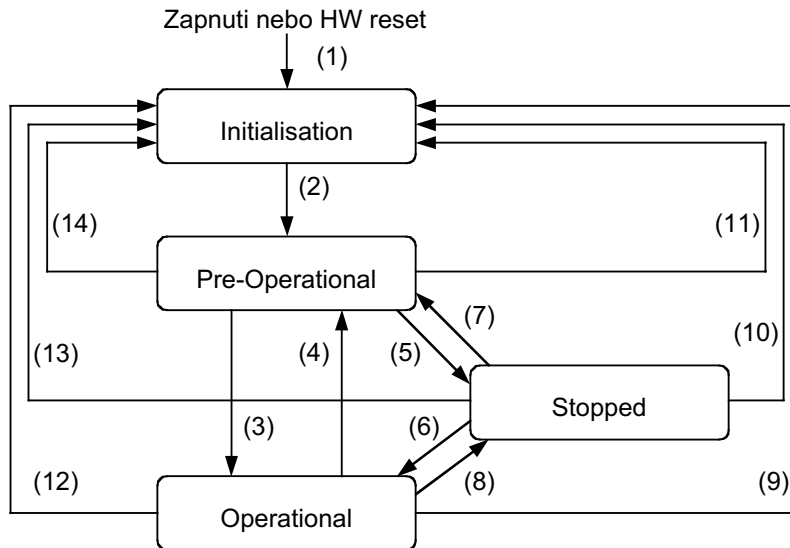 Zapnuti nebo HW reset
(1)
Initialisation
(2)
(14)
(11)
Pre-Operational
(7)
(13)
(4)
(5)
(10)
Stopped
(3)
(6)
(12)
(8)
(9)
Operational